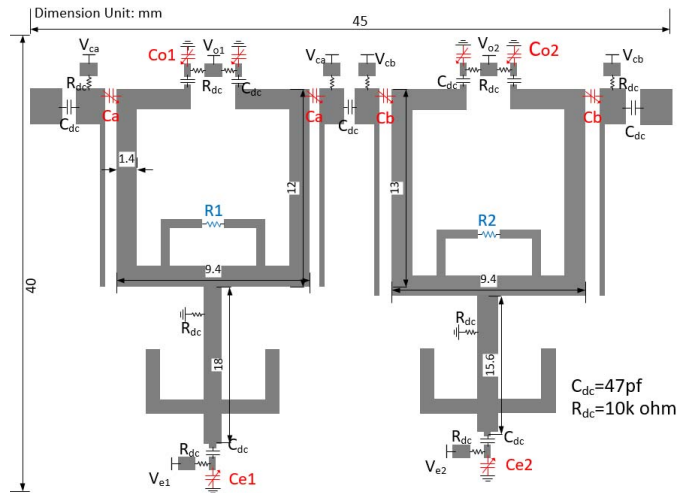 Dimension Unit: mm
45
Vca
Co1
Vo1
Vca
Vcb
Vo2
Co2
Vcb
Rdc
Rdc
Rdc
Rdc
Cdc
Ca
Cdc
Ca
Cdc
Cb
Cdc
Cdc
Cb
Cdc
1.4
12
13
R1
R2
9.4
9.4
40
Rdc
Rdc
18
15.6
Cdc=47pf
Rdc=10k ohm
Rdc
Cdc
Rdc
Cdc
Ve1
Ce1
Ve2
Ce2